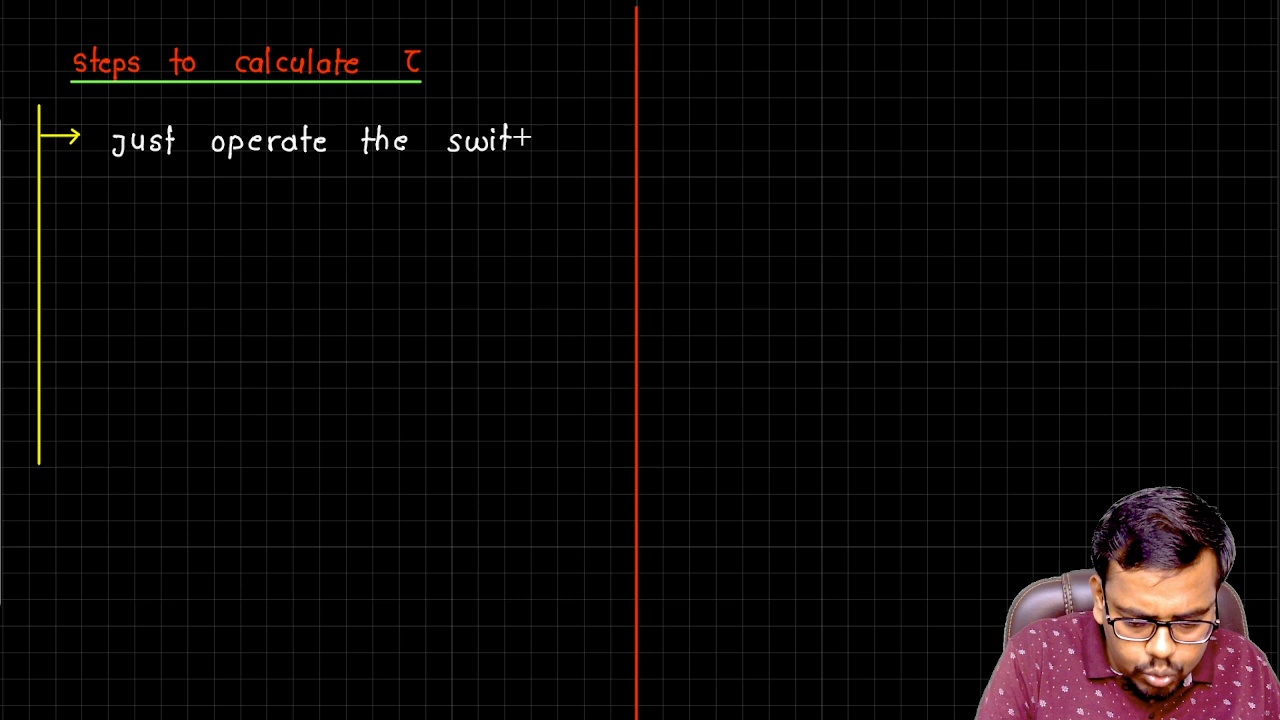 steps to calculate τ
just operate the swit